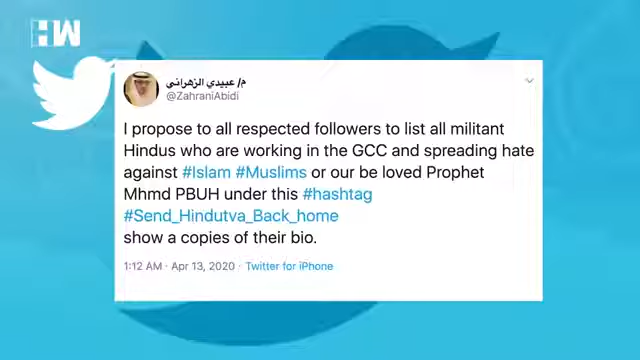 HW
م/ عبيدي الزهراني
@ZahraniAbidi
I propose to all respected followers to list all militant
Hindus who are working in the GCC and spreading hate
against #Islam #Muslims or our be loved Prophet
Mhmd PBUH under this #hashtag
#Send_Hindutva_Back_home
show a copies of their bio.
1:12 AM · Apr 13, 2020 · Twitter for iPhone